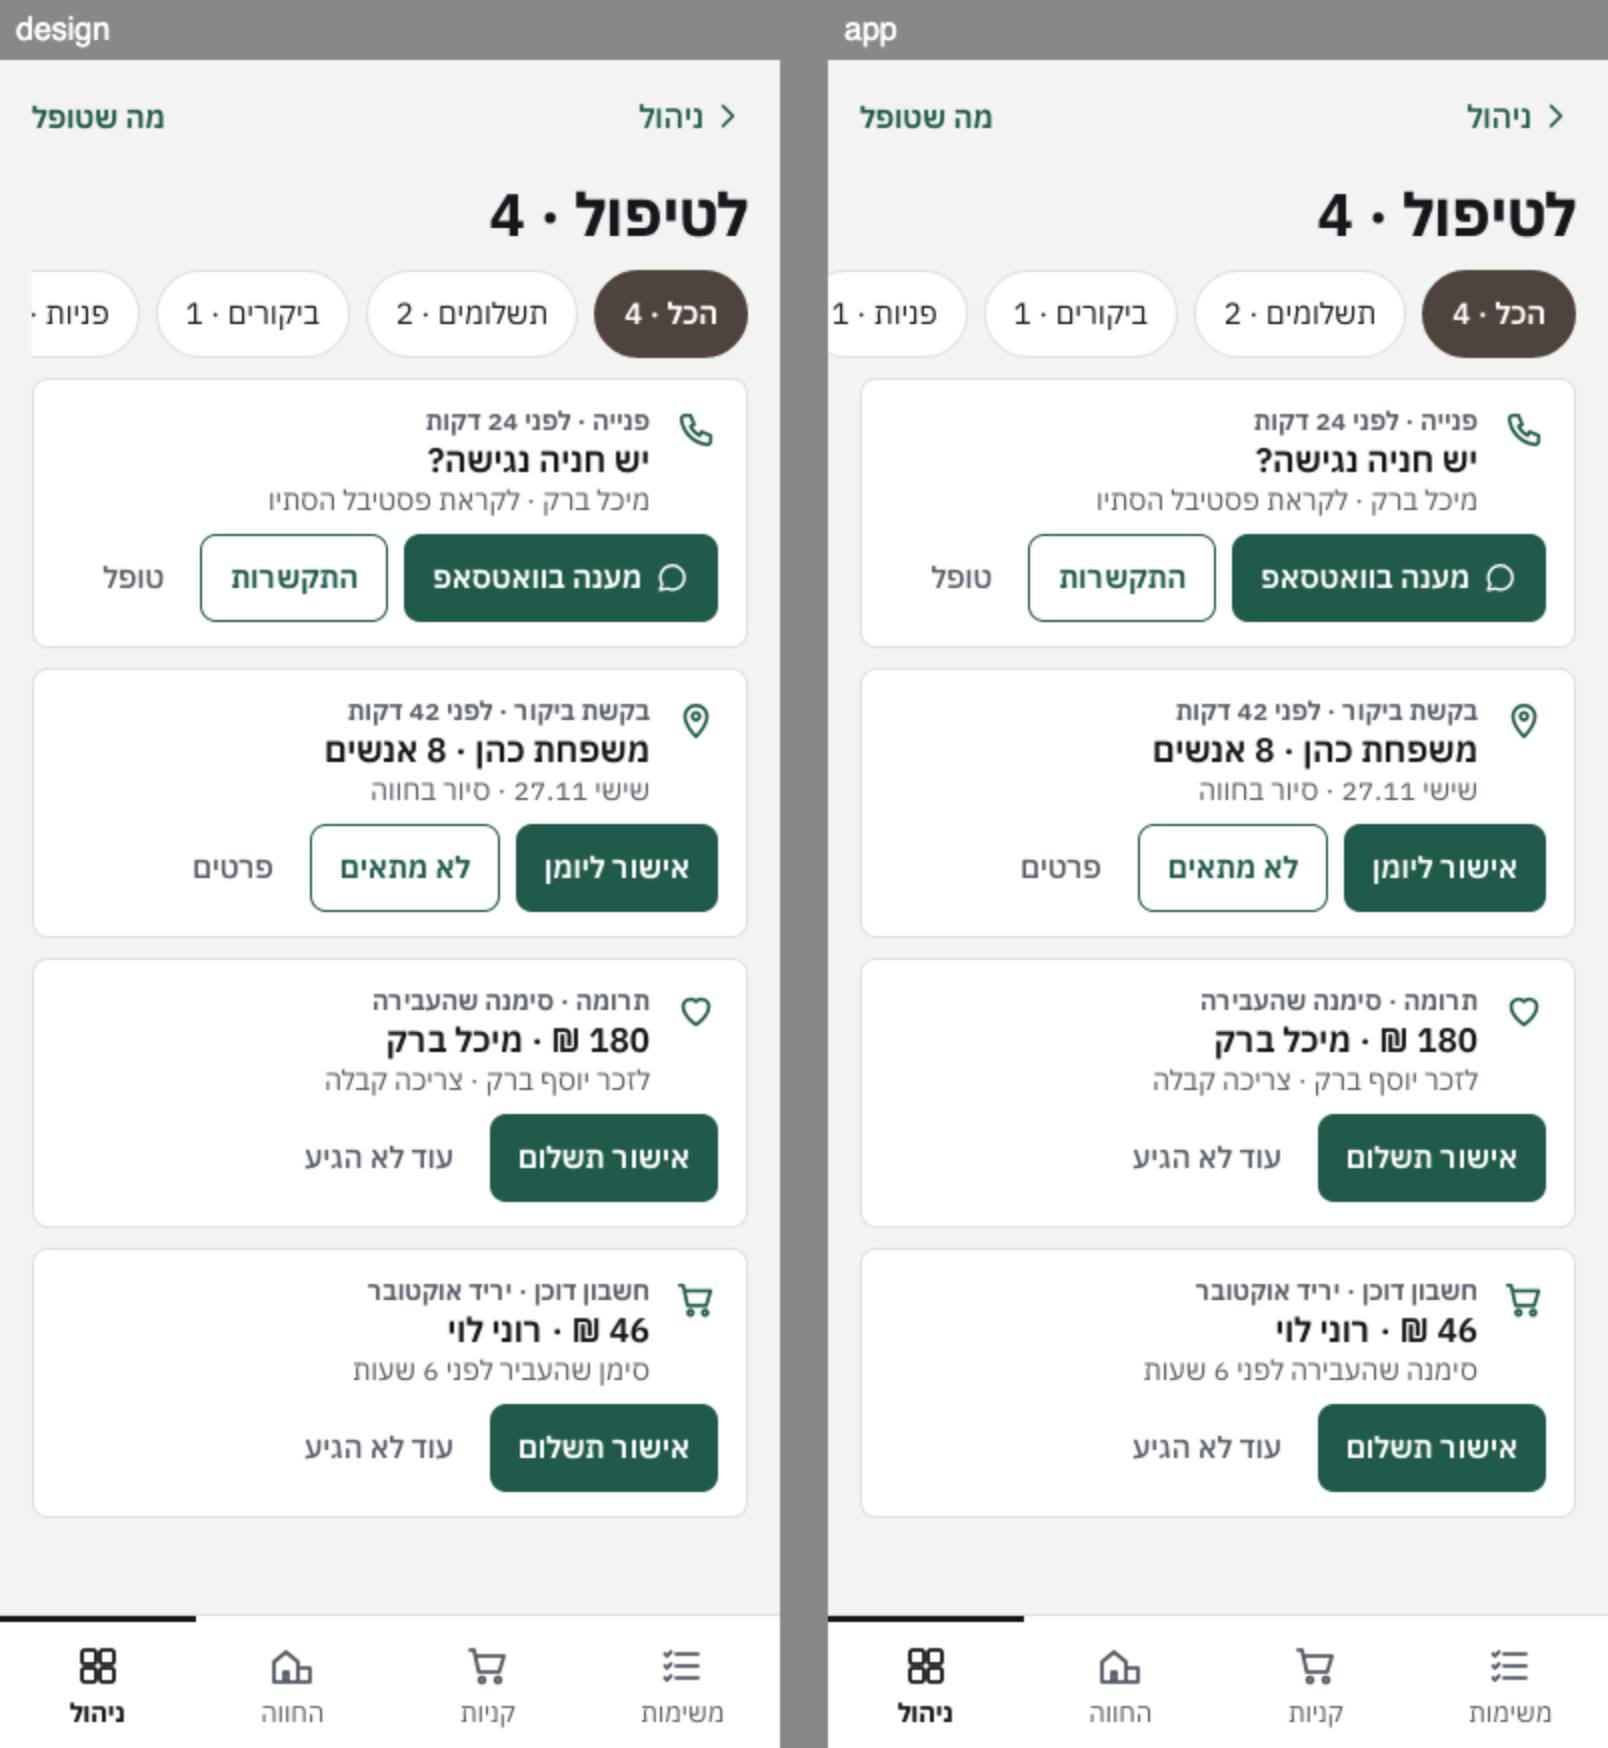 design
ניהול
מה שטופל
לטיפול · 4
הכל · 4
תשלומים · 2
ביקורים · 1
פניות ·
פנייה · לפני 24 דקות
יש חניה נגישה?
מיכל ברק · לקראת פסטיבל הסתיו
מענה בוואטסאפ
התקשרות
טופל
בקשת ביקור · לפני 42 דקות
משפחת כהן · 8 אנשים
שישי 27.11 · סיור בחווה
אישור ליומן
לא מתאים
פרטים
תרומה · סימנה שהעבירה
180 ₪ · מיכל ברק
לזכר יוסף ברק · צריכה קבלה
אישור תשלום
עוד לא הגיע
חשבון דוכן · יריד אוקטובר
46 ₪ · רוני לוי
סימן שהעביר לפני 6 שעות
אישור תשלום
עוד לא הגיע
משימות
קניות
החווה
ניהול
app
ניהול
מה שטופל
לטיפול · 4
הכל · 4
תשלומים · 2
ביקורים · 1
פניות · 1
פנייה · לפני 24 דקות
יש חניה נגישה?
מיכל ברק · לקראת פסטיבל הסתיו
מענה בוואטסאפ
התקשרות
טופל
בקשת ביקור · לפני 42 דקות
משפחת כהן · 8 אנשים
שישי 27.11 · סיור בחווה
אישור ליומן
לא מתאים
פרטים
תרומה · סימנה שהעבירה
180 ₪ · מיכל ברק
לזכר יוסף ברק · צריכה קבלה
אישור תשלום
עוד לא הגיע
חשבון דוכן · יריד אוקטובר
46 ₪ · רוני לוי
סימנה שהעבירה לפני 6 שעות
אישור תשלום
עוד לא הגיע
משימות
קניות
החווה
ניהול